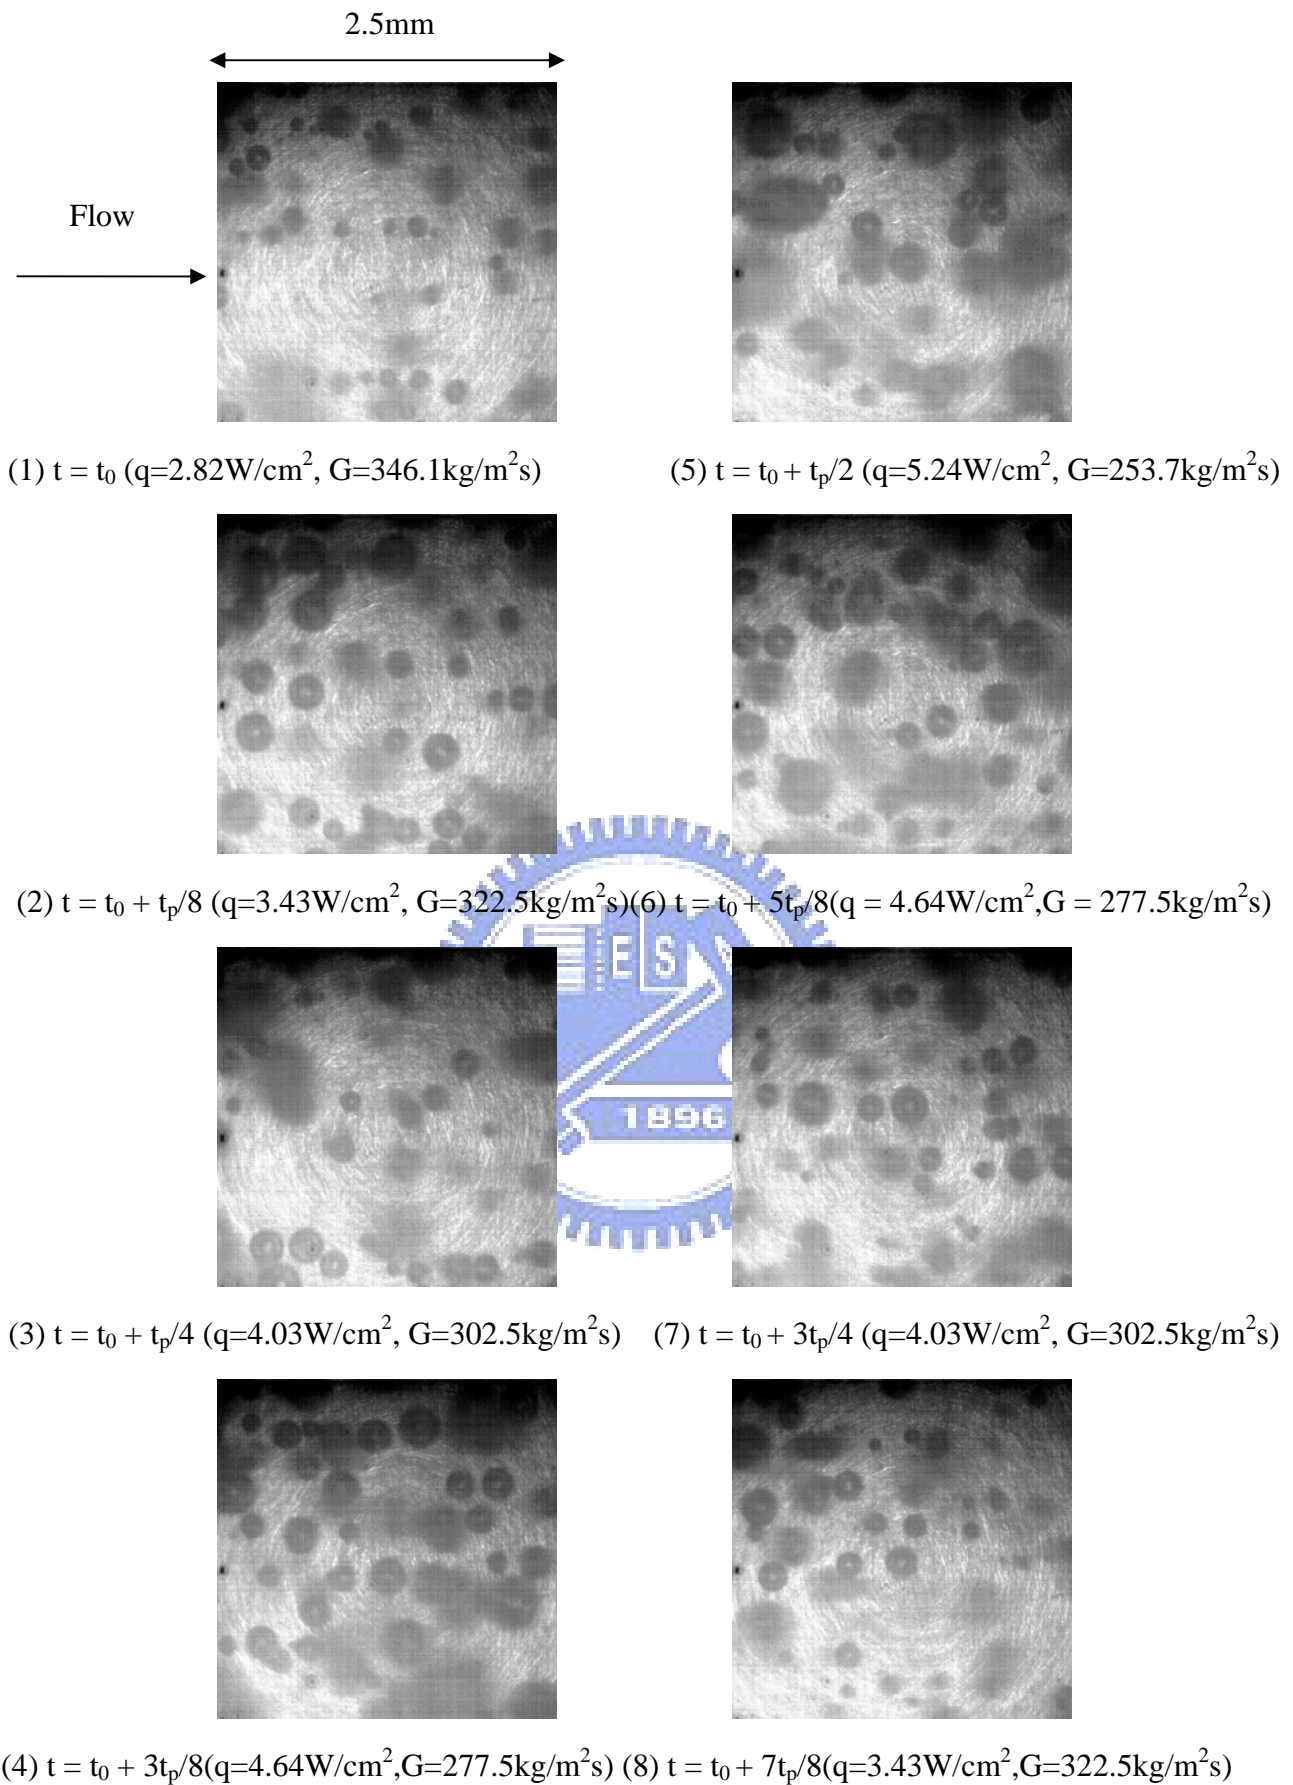 2.5mm
Flow
(1) t = t₀ (q=2.82W/cm², G=346.1kg/m²s)
(5) t = t₀ + tₚ/2 (q=5.24W/cm², G=253.7kg/m²s)
(2) t = t₀ + tₚ/8 (q=3.43W/cm², G=322.5kg/m²s)(6) t = t₀ + 5tₚ/8(q = 4.64W/cm²,G = 277.5kg/m²s)
ES
1896
(3) t = t₀ + tₚ/4 (q=4.03W/cm², G=302.5kg/m²s)
(7) t = t₀ + 3tₚ/4 (q=4.03W/cm², G=302.5kg/m²s)
(4) t = t₀ + 3tₚ/8(q=4.64W/cm²,G=277.5kg/m²s) (8) t = t₀ + 7tₚ/8(q=3.43W/cm²,G=322.5kg/m²s)